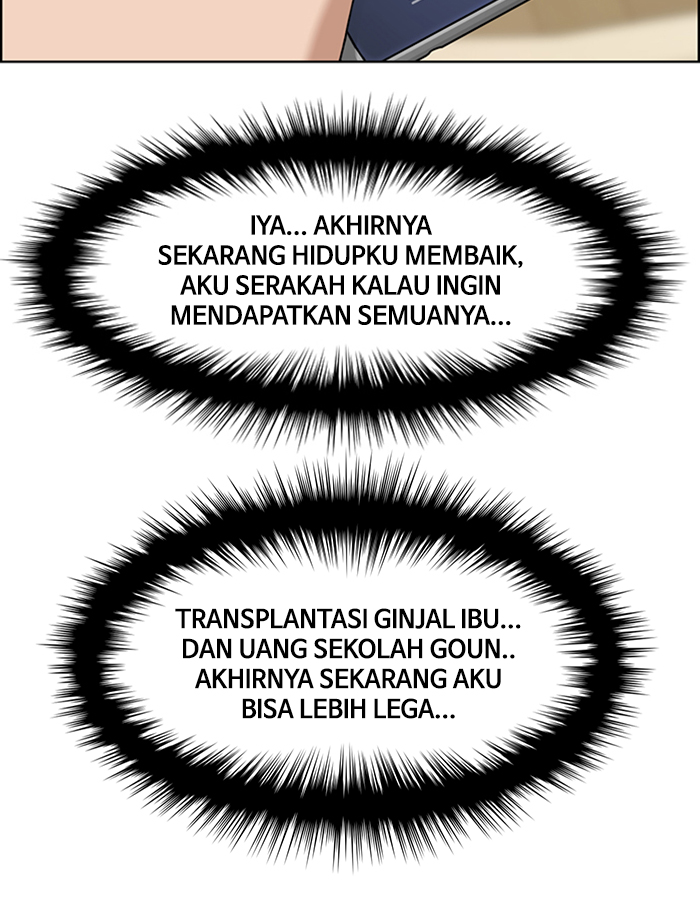 IYA... AKHIRNYA
SEKARANG HIDUPKU MEMBAIK,
AKU SERAKAH KALAU INGIN
MENDAPATKAN SEMUANYA...
TRANSPLANTASI GINJAL IBU...
DAN UANG SEKOLAH GOUN..
AKHIRNYA SEKARANG AKU
BISA LEBIH LEGA...